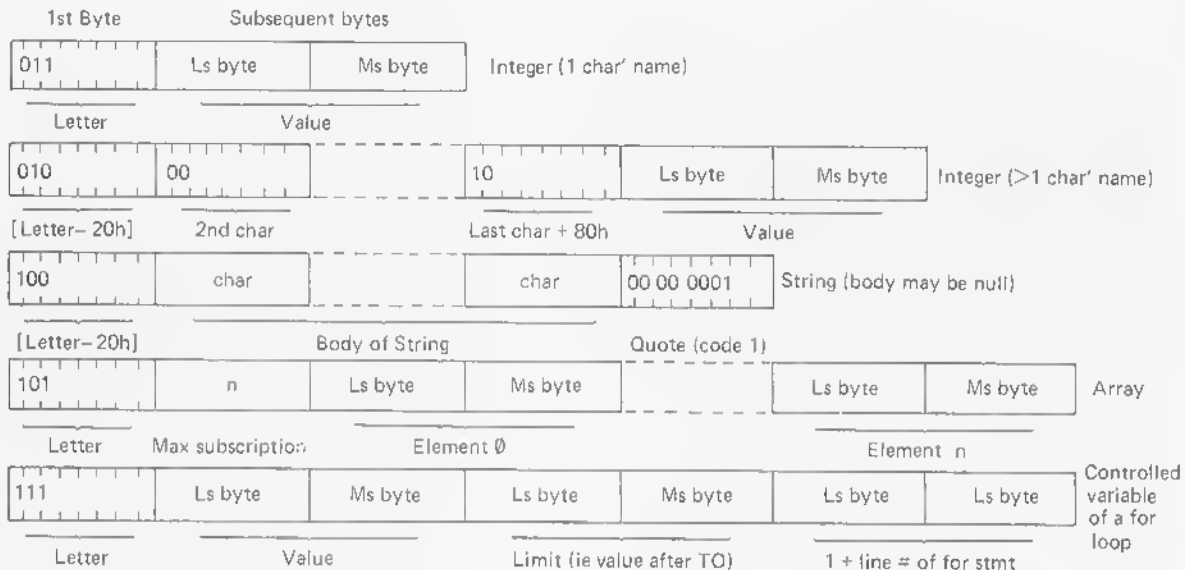 1st Byte Subsequent bytes
011 Ls byte Ms byte Integer (1 char' name)
Letter Value
010 00 10 Ls byte Ms byte Integer (>1 char' name)
[Letter– 20h] 2nd char Last char + 80h Value
100 char char 00 00 0001 String (body may be null)
[Letter– 20h] Body of String Quote (code 1)
101 n Ls byte Ms byte Ls byte Ms byte Array
Letter Max subscription Element Ø Element n
111 Ls byte Ms byte Ls byte Ms byte Ls byte Ls byte Controlled
variable
of a for
loop
Letter Value Limit (ie value after TO) 1 + line # of for stmt